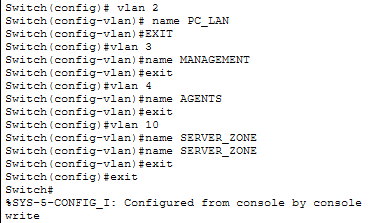 Switch(config)# vlan 2
Switch(config-vlan)# name PC_LAN
Switch(config-vlan)#EXIT
Switch(config)#vlan 3
Switch(config-vlan)#name MANAGEMENT
Switch(config-vlan)#exit
Switch(config)#vlan 4
Switch(config-vlan)#name AGENTS
Switch(config-vlan)#exit
Switch(config)#vlan 10
Switch(config-vlan)#name SERVER_ZONE
Switch(config-vlan)#name SERVER_ZONE
Switch(config-vlan)#exit
Switch(config)#exit
Switch#
%SYS-5-CONFIG_I: Configured from console by console
write